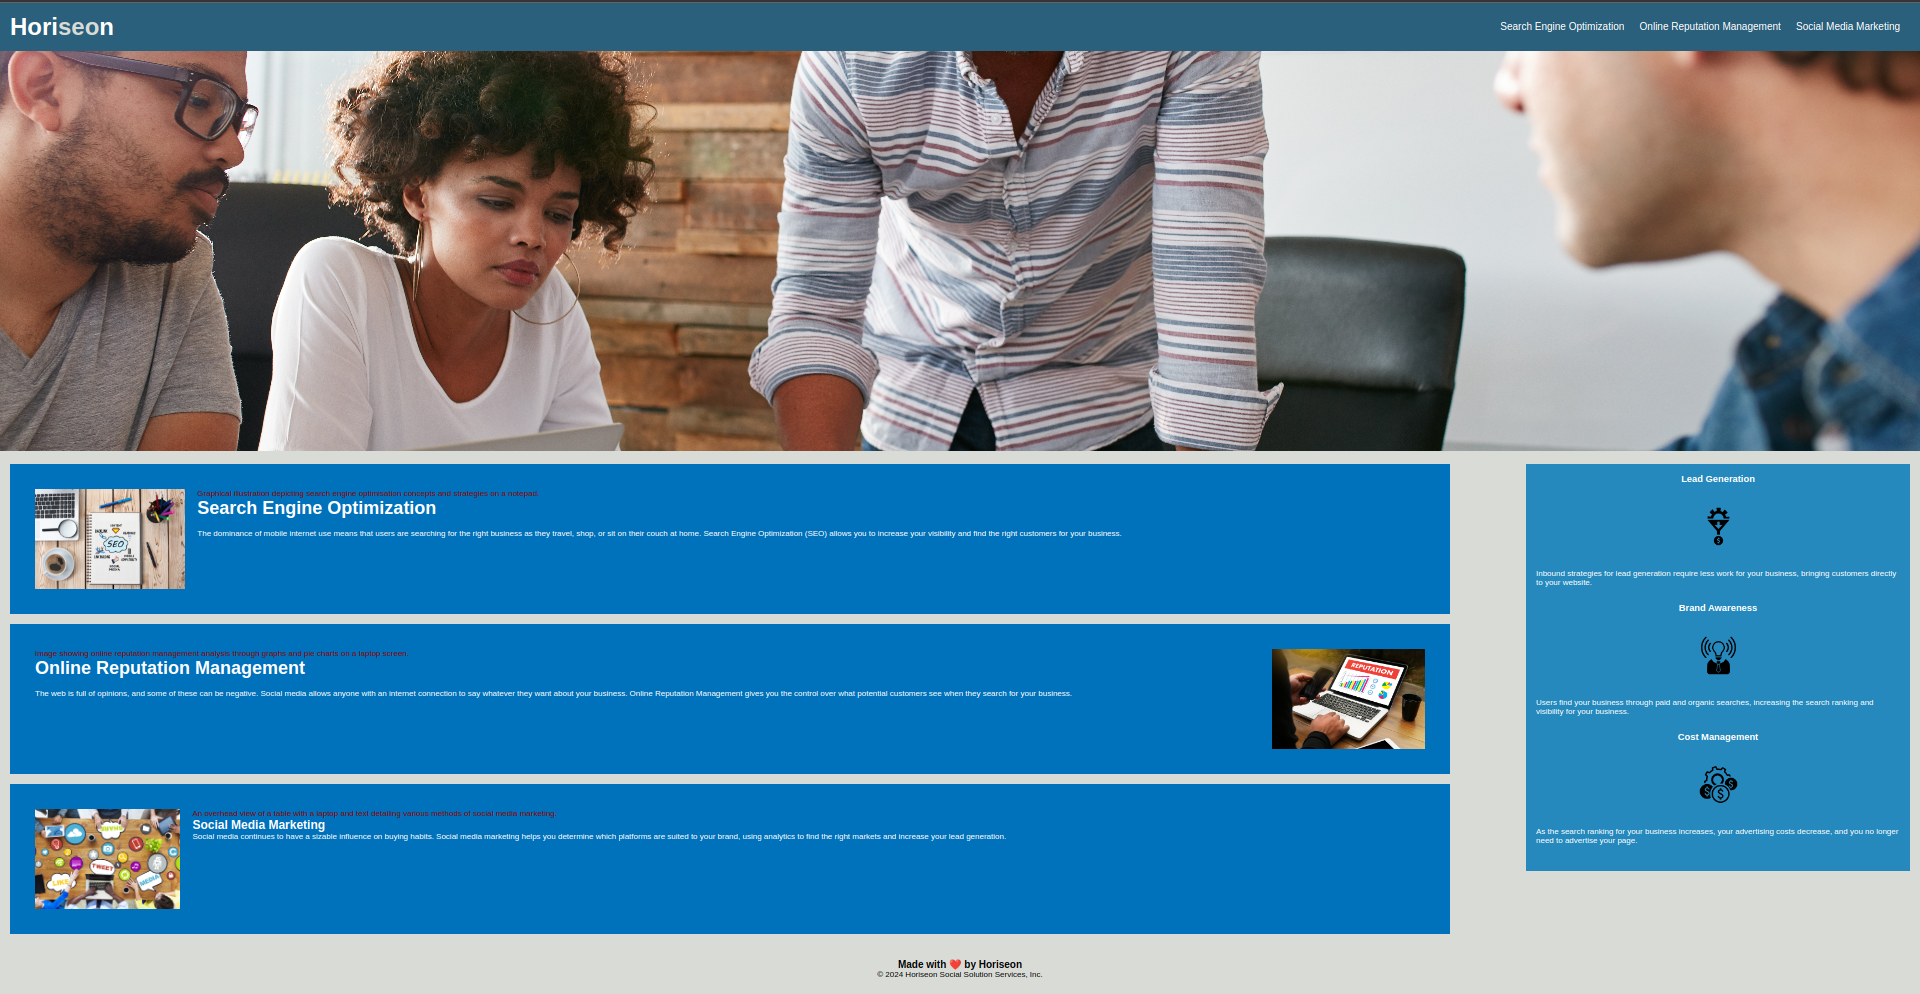 Horiseon
Search Engine Optimization
Online Reputation Management
Social Media Marketing
Graphical illustration depicting search engine optimisation concepts and strategies on a notepad.
Search Engine Optimization
The dominance of mobile internet use means that users are searching for the right business as they travel, shop, or sit on their couch at home. Search Engine Optimization (SEO) allows you to increase your visibility and find the right customers for your business.
SEO
Image showing online reputation management analysis through graphs and pie charts on a laptop screen.
Online Reputation Management
The web is full of opinions, and some of these can be negative. Social media allows anyone with an internet connection to say whatever they want about your business. Online Reputation Management gives you the control over what potential customers see when they search for your business.
REPUTATION
An overhead view of a table with a laptop and text detailing various methods of social media marketing.
Social Media Marketing
Social media continues to have a sizable influence on buying habits. Social media marketing helps you determine which platforms are suited to your brand, using analytics to find the right markets and increase your lead generation.
TWEET
LIKE
MEDIA
Lead Generation
Inbound strategies for lead generation require less work for your business, bringing customers directly
to your website.
Brand Awareness
Users find your business through paid and organic searches, increasing the search ranking and
visibility for your business.
Cost Management
As the search ranking for your business increases, your advertising costs decrease, and you no longer
need to advertise your page.
Made with ❤️ by Horiseon
© 2024 Horiseon Social Solution Services, Inc.